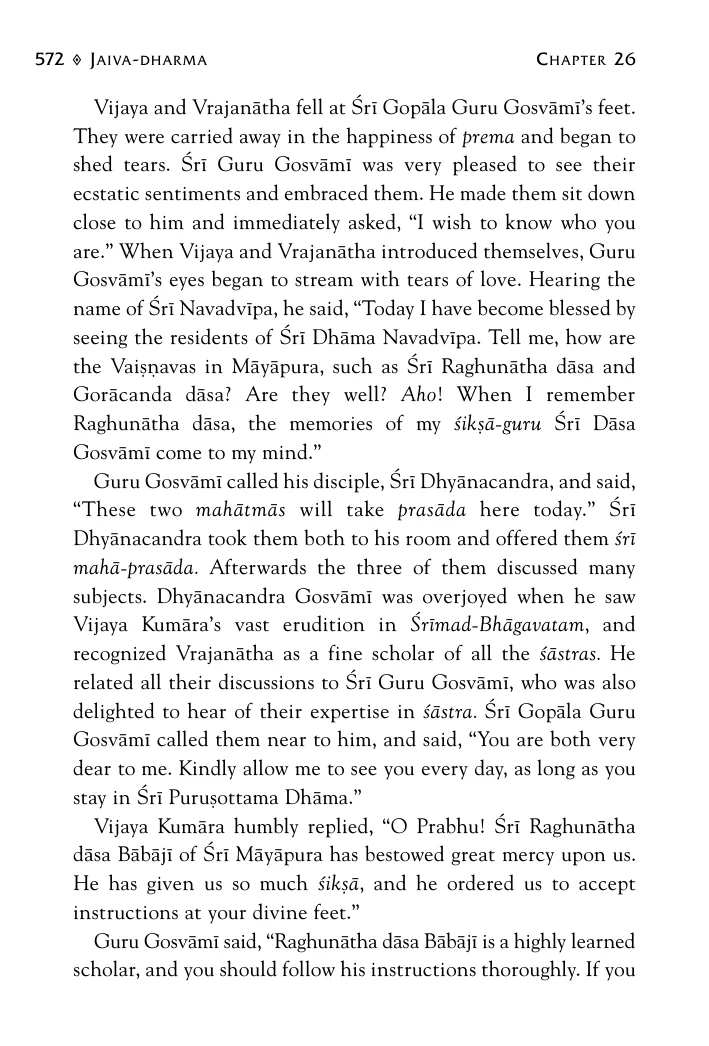 572 ◊ Jaiva-dharma Chapter 26
Vijaya and Vrajanātha fell at Śrī Gopāla Guru Gosvāmī’s feet.
They were carried away in the happiness of prema and began to
shed tears. Śrī Guru Gosvāmī was very pleased to see their
ecstatic sentiments and embraced them. He made them sit down
close to him and immediately asked, “I wish to know who you
are.” When Vijaya and Vrajanātha introduced themselves, Guru
Gosvāmī’s eyes began to stream with tears of love. Hearing the
name of Śrī Navadvīpa, he said, “Today I have become blessed by
seeing the residents of Śrī Dhāma Navadvīpa. Tell me, how are
the Vaiṣṇavas in Māyāpura, such as Śrī Raghunātha dāsa and
Gorācanda dāsa? Are they well? Aho! When I remember
Raghunātha dāsa, the memories of my śikṣā-guru Śrī Dāsa
Gosvāmī come to my mind.”
Guru Gosvāmī called his disciple, Śrī Dhyānacandra, and said,
“These two mahātmās will take prasāda here today.” Śrī
Dhyānacandra took them both to his room and offered them śrī
mahā-prasāda. Afterwards the three of them discussed many
subjects. Dhyānacandra Gosvāmī was overjoyed when he saw
Vijaya Kumāra’s vast erudition in Śrīmad-Bhāgavatam, and
recognized Vrajanātha as a fine scholar of all the śāstras. He
related all their discussions to Śrī Guru Gosvāmī, who was also
delighted to hear of their expertise in śāstra. Śrī Gopāla Guru
Gosvāmī called them near to him, and said, “You are both very
dear to me. Kindly allow me to see you every day, as long as you
stay in Śrī Puruṣottama Dhāma.”
Vijaya Kumāra humbly replied, “O Prabhu! Śrī Raghunātha
dāsa Bābājī of Śrī Māyāpura has bestowed great mercy upon us.
He has given us so much śikṣā, and he ordered us to accept
instructions at your divine feet.”
Guru Gosvāmī said, “Raghunātha dāsa Bābājī is a highly learned
scholar, and you should follow his instructions thoroughly. If you